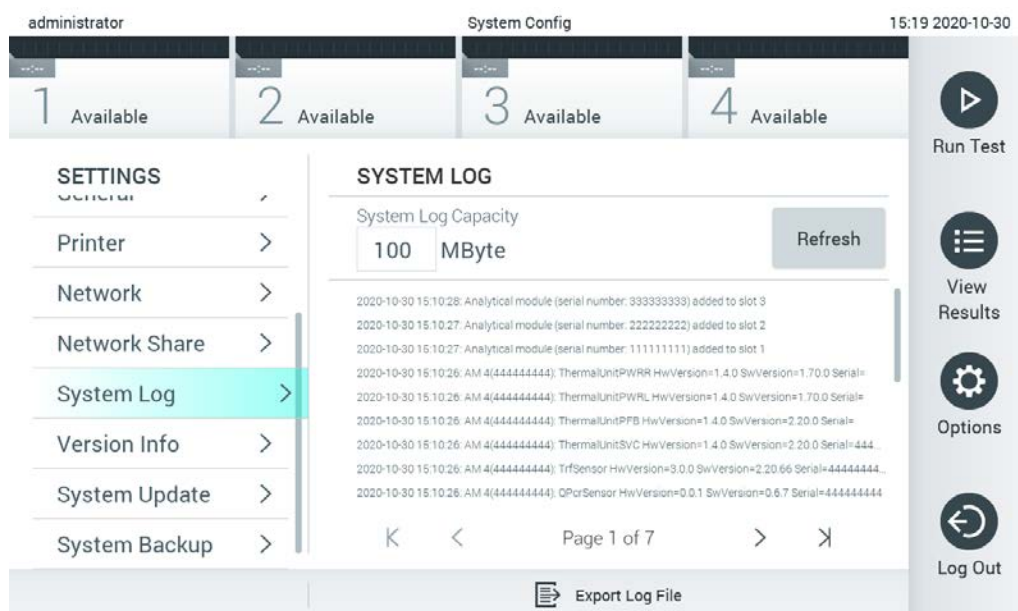 administrator
System Config
15:19 2020-10-30
--:--
--:--
--:--
--:--
1 Available
2 Available
3 Available
4 Available
Run Test
View
Results
Options
Log Out
SETTINGS
General
Printer
Network
Network Share
System Log
Version Info
System Update
System Backup
SYSTEM LOG
System Log Capacity
100 MByte
Refresh
2020-10-30 15:10:28: Analytical module (serial number: 333333333) added to slot 3
2020-10-30 15:10:27: Analytical module (serial number: 222222222) added to slot 2
2020-10-30 15:10:27: Analytical module (serial number: 111111111) added to slot 1
2020-10-30 15:10:26: AM 4(444444444): ThermalUnitPWRR HwVersion=1.4.0 SwVersion=1.70.0 Serial=
2020-10-30 15:10:26: AM 4(444444444): ThermalUnitPWRL HwVersion=1.4.0 SwVersion=1.70.0 Serial=
2020-10-30 15:10:26: AM 4(444444444): ThermalUnitPFB HwVersion=1.4.0 SwVersion=2.20.0 Serial=
2020-10-30 15:10:26: AM 4(444444444): ThermalUnitSVC HwVersion=1.4.0 SwVersion=2.20.0 Serial=444...
2020-10-30 15:10:26: AM 4(444444444): TrfSensor HwVersion=3.0.0 SwVersion=2.20.66 Serial=44444444...
2020-10-30 15:10:26: AM 4(444444444): QPcrSensor HwVersion=0.0.1 SwVersion=0.6.7 Serial=444444444
Page 1 of 7
Export Log File